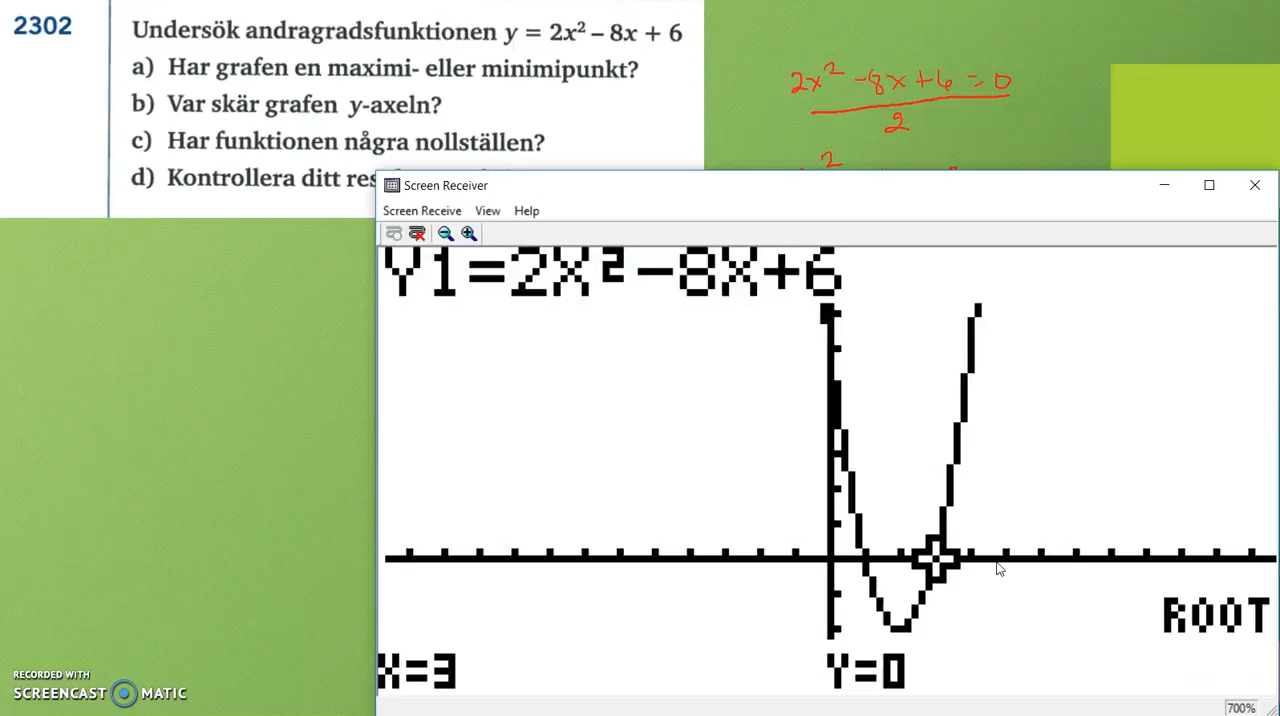 2302
Undersök andragradsfunktionen y = 2x² – 8x + 6
a) Har grafen en maximi- eller minimipunkt?
b) Var skär grafen y-axeln?
c) Har funktionen några nollställen?
d) Kontrollera ditt
2x² - 8x + 6 = 0
2
2
Screen Receiver
Screen Receive View Help
Y1=2X²-8X+6
ROOT
X=3 Y=0
700%
RECORDED WITH
SCREENCAST MATIC